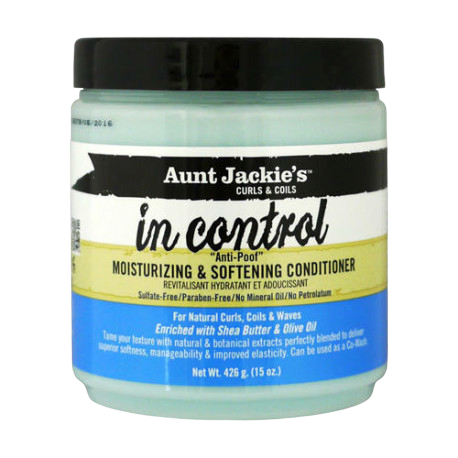 2016
Aunt Jackie's™
CURLS & COILS
in control
"Anti-Poof"
MOISTURIZING & SOFTENING CONDITIONER
REVITALISANT HYDRATANT ET ADOUCISSANT
Sulfate-Free/Paraben-Free/No Mineral Oil/No Petrolatum
For Natural Curls, Coils & Waves
Enriched with Shea Butter & Olive Oil
Tame your texture with natural & botanical extracts perfectly blended to deliver
superior softness, manageability & improved elasticity. Can be used as a Co-Wash.
Net Wt. 426 g (15 oz.)